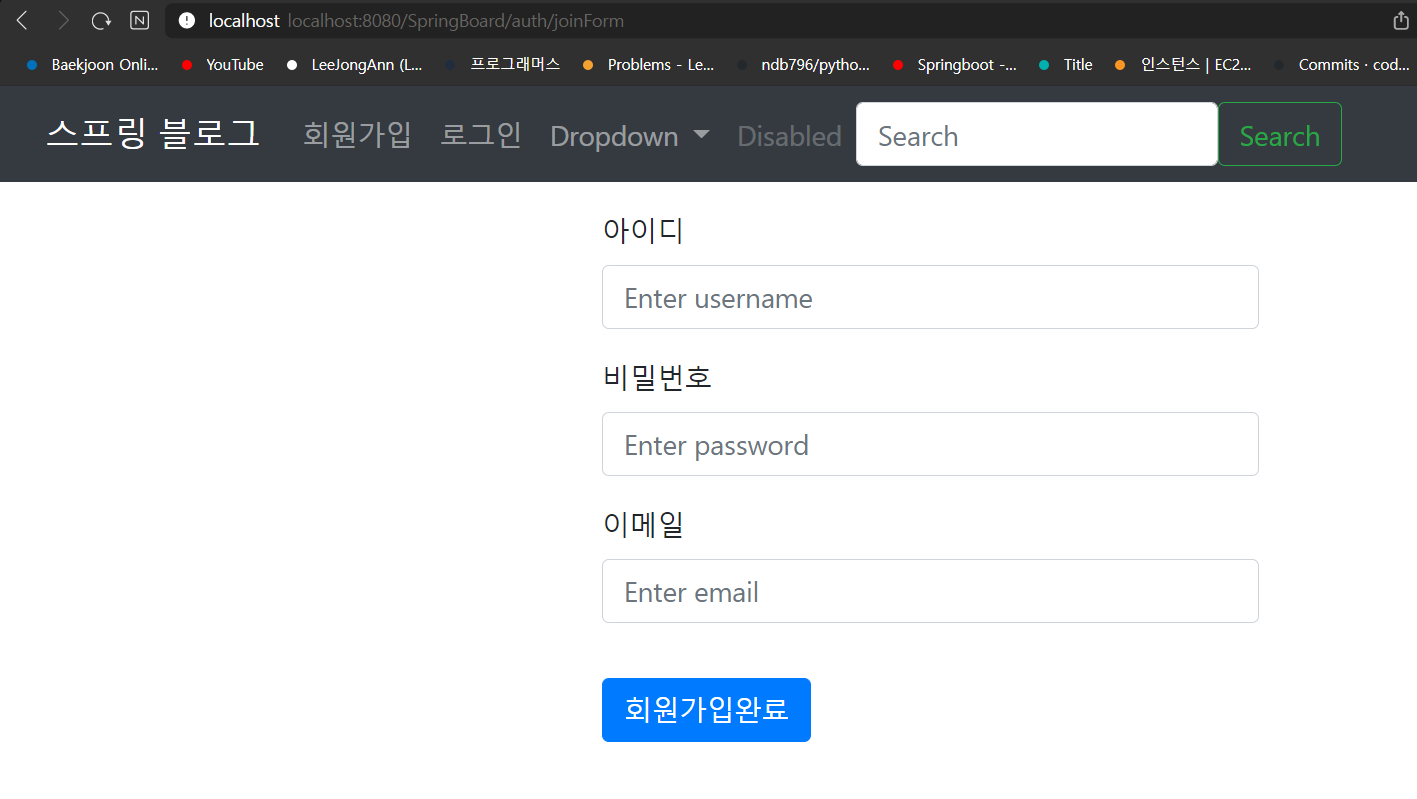 N localhost localhost:8080/SpringBoard/auth/joinForm
Baekjoon Onli... YouTube LeeJongAnn (L... 프로그래머스 Problems - Le... ndb796/pytho... Springboot -... Title 인스턴스 | EC2... Commits · cod...
스프링 블로그 회원가입 로그인 Dropdown Disabled Search Search
아이디
Enter username
비밀번호
Enter password
이메일
Enter email
회원가입완료